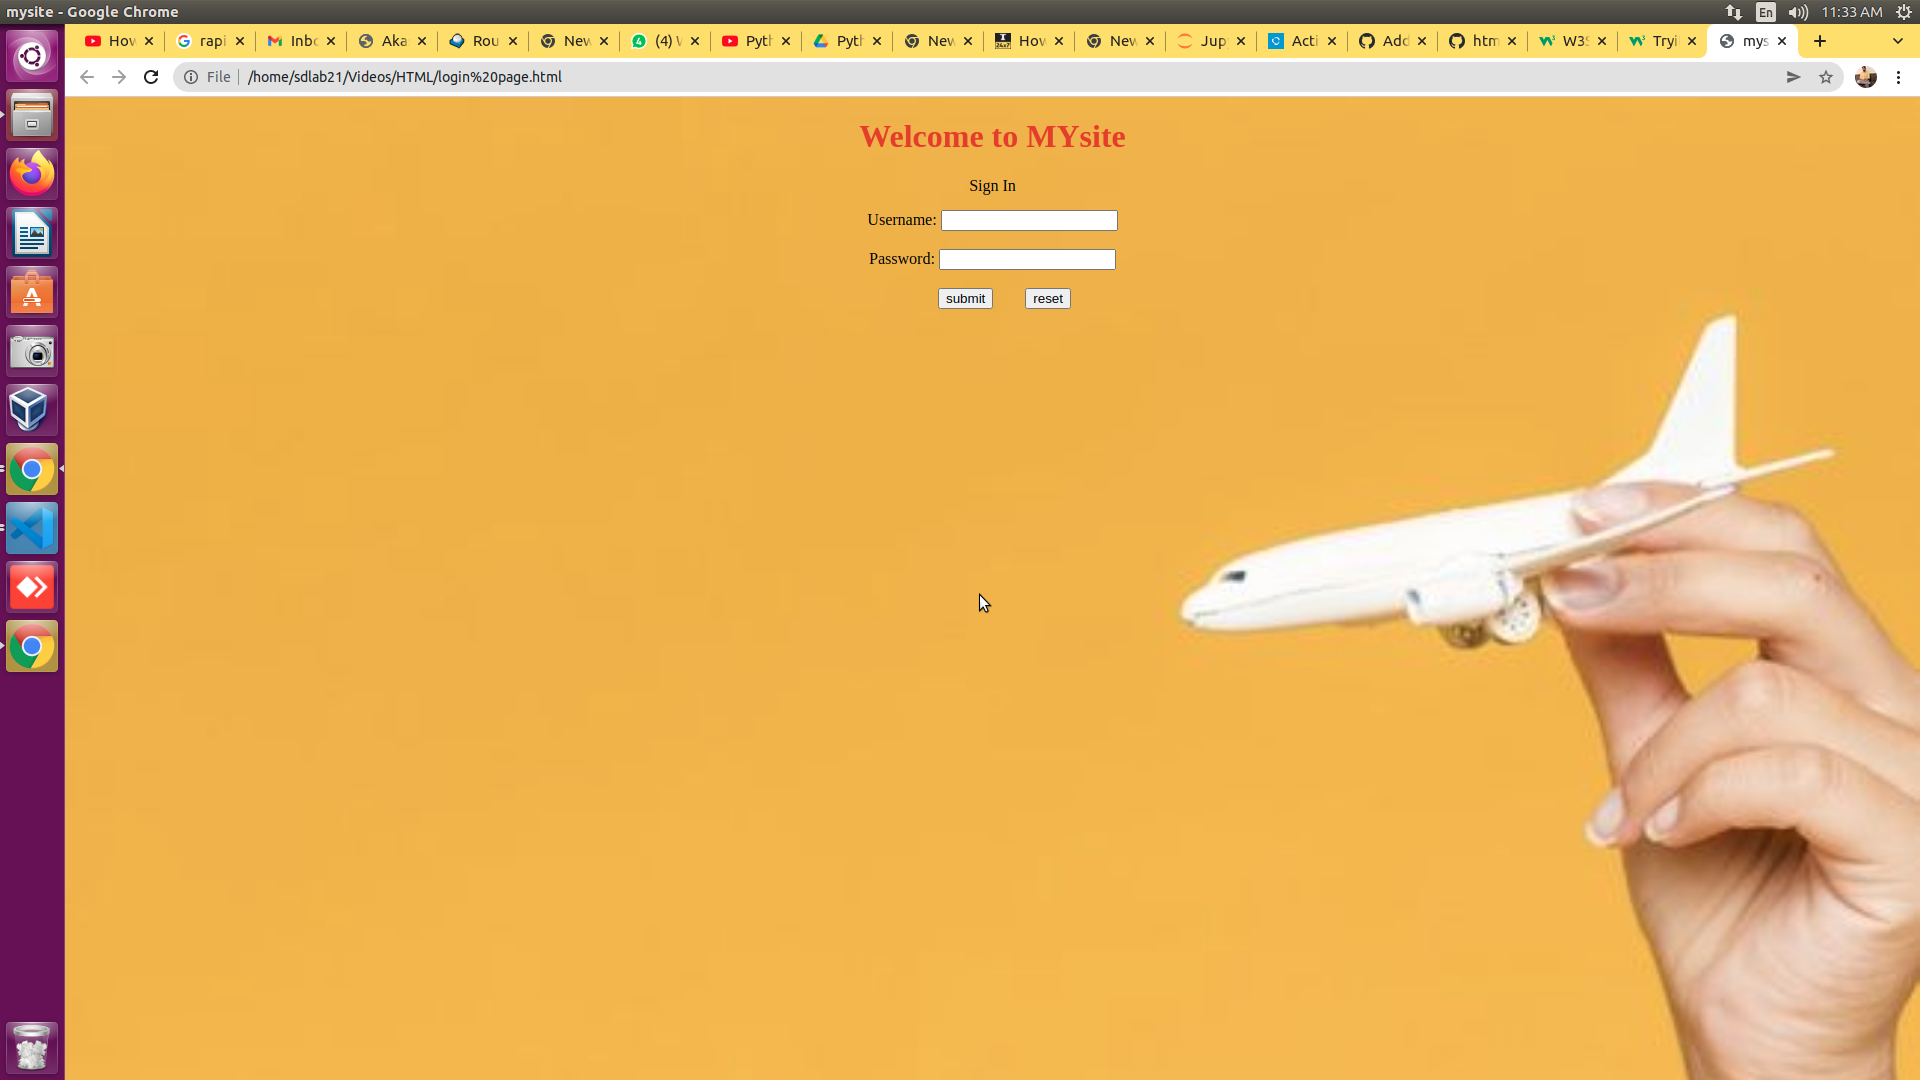 mysite - Google Chrome
En
11:33 AM
How
rapi
Inbo
Aka
Rou
New
(4) W
Pyth
Pyth
New
How
New
Jup
Acti
Add
htm
W3S
Tryi
mys
File
/home/sdlab21/Videos/HTML/login%20page.html
Welcome to MYsite
Sign In
Username:
Password:
submit reset